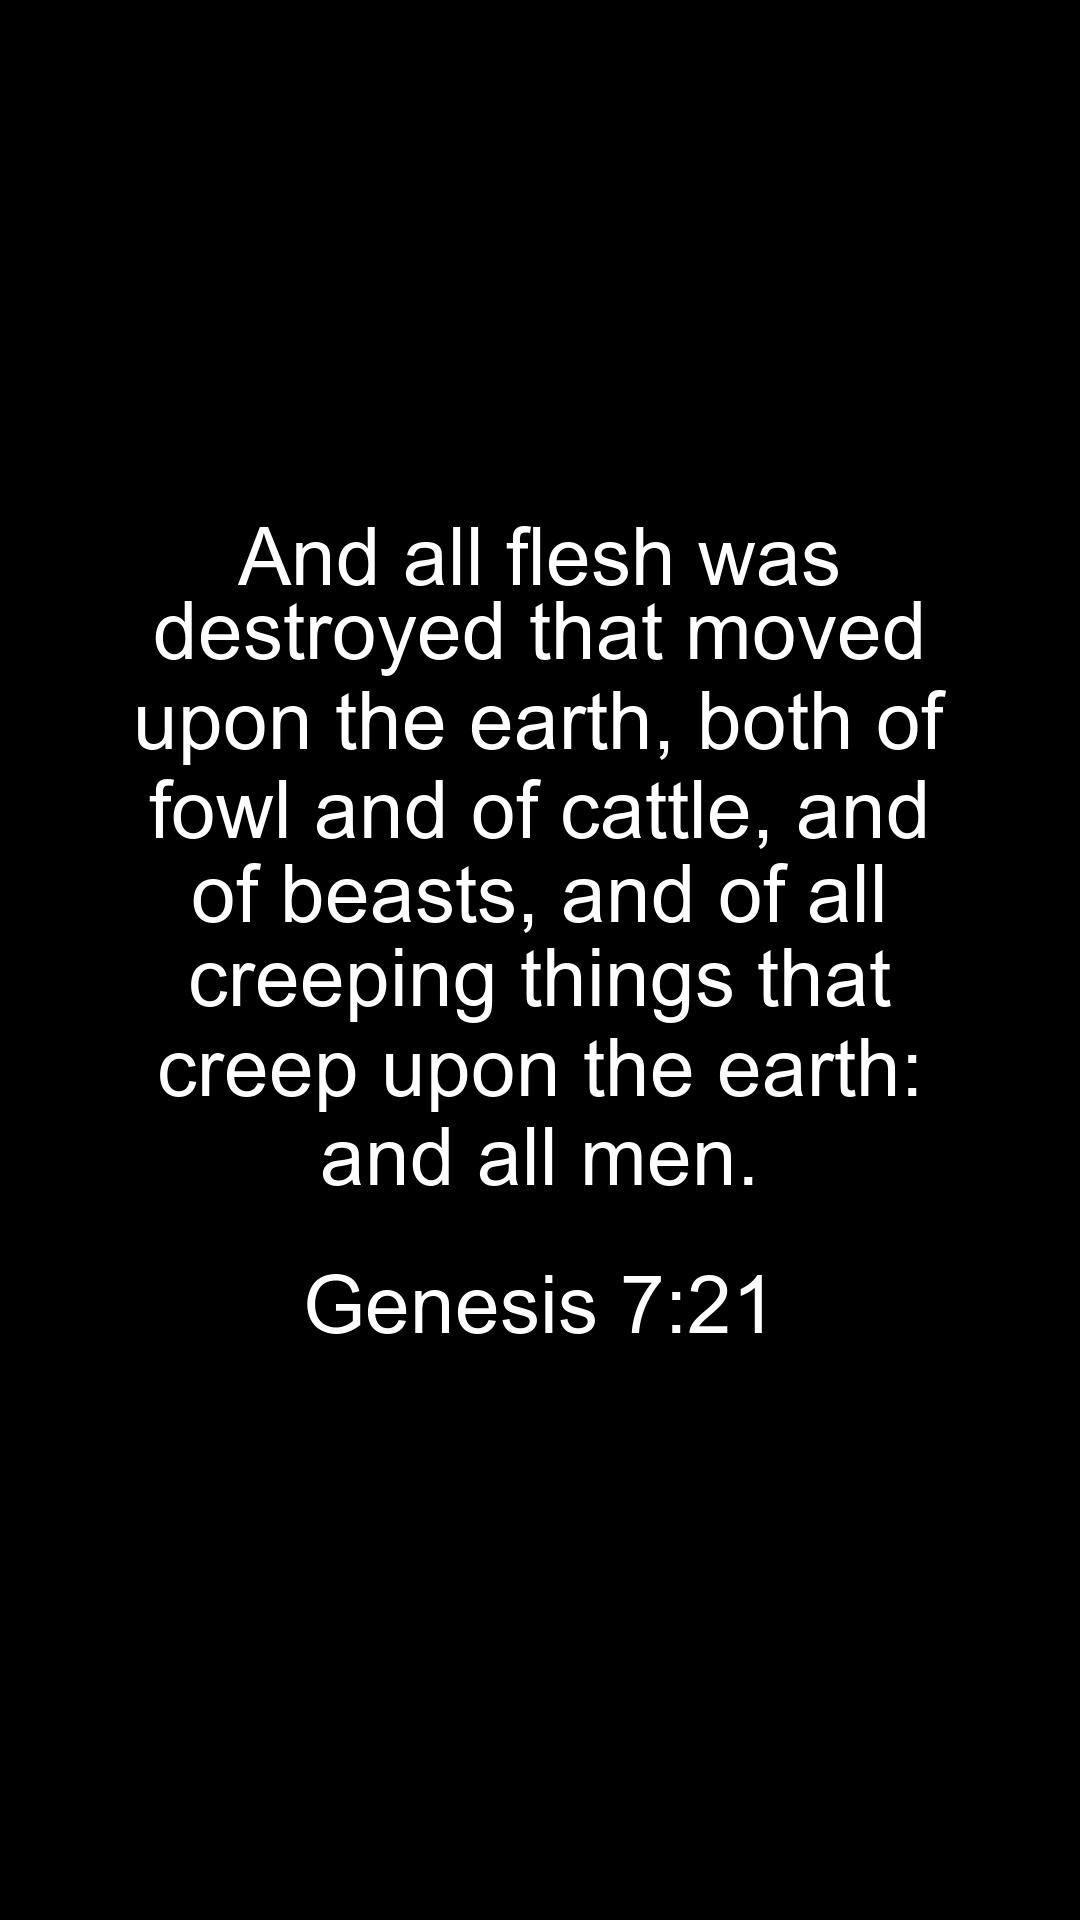 And all flesh was
destroyed that moved
upon the earth, both of
fowl and of cattle, and
of beasts, and of all
creeping things that
creep upon the earth:
and all men.
Genesis 7:21